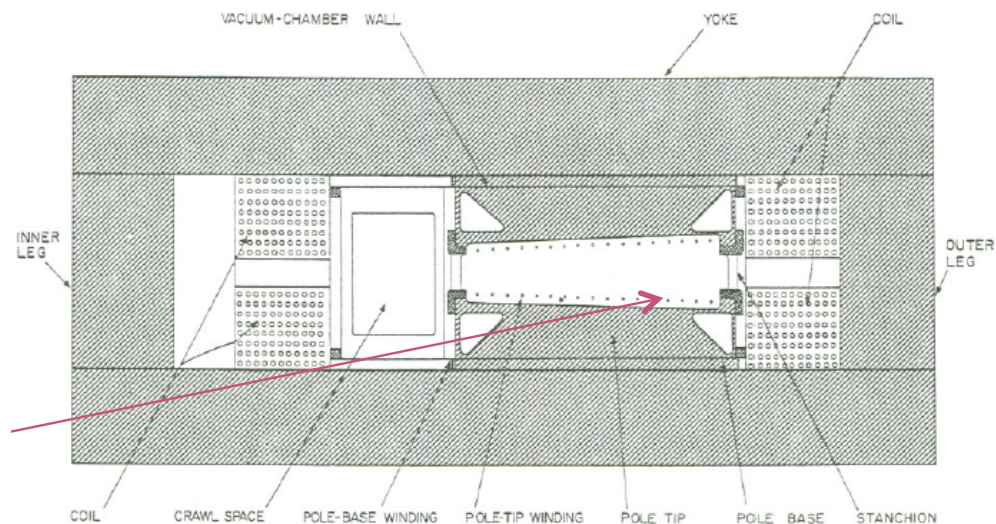 VACUUM-CHAMBER WALL
YOKE
COIL
INNER
LEG
OUTER
LEG
COIL
CRAWL SPACE
POLE-BASE WINDING
POLE-TIP WINDING
POLE TIP
POLE BASE
STANCHION